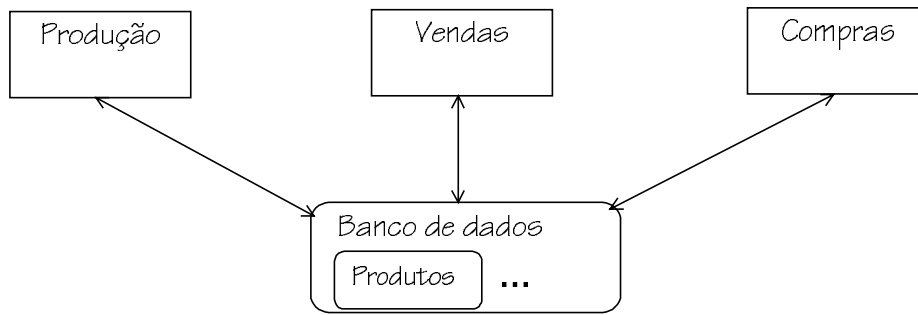 Produção
Vendas
Compras
Banco de dados
Produtos ...